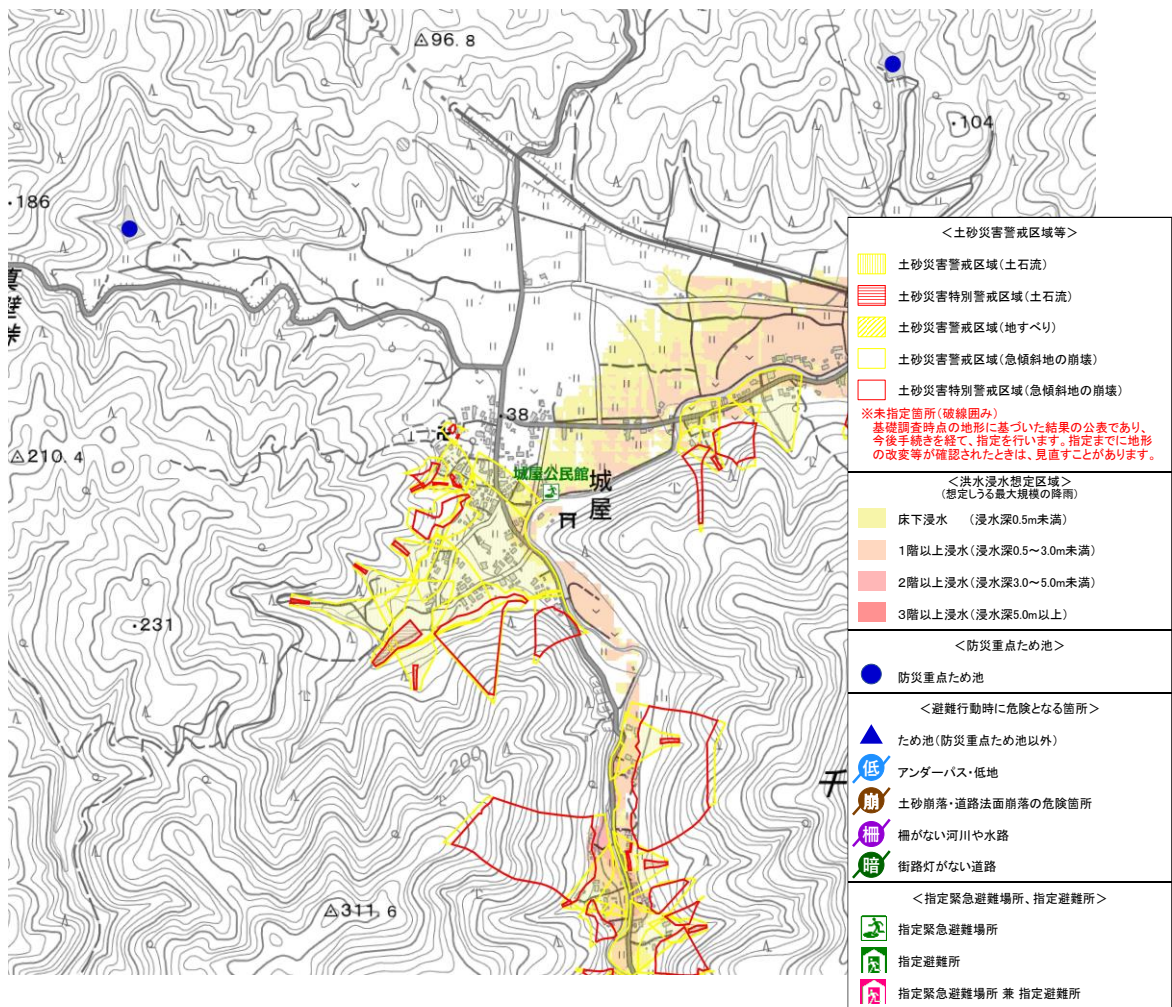 96.8
・104
・186
真壁峠
・38
210.4
城屋公民館
城屋
・231
200
千
311.6
＜土砂災害警戒区域等＞
土砂災害警戒区域（土石流）
土砂災害特別警戒区域（土石流）
土砂災害警戒区域（地すべり）
土砂災害警戒区域（急傾斜地の崩壊）
土砂災害特別警戒区域（急傾斜地の崩壊）
※未指定箇所（破線囲み）
基礎調査時点の地形に基づいた結果の公表であり、
今後手続きを経て、指定を行います。指定までに地形
の改変等が確認されたときは、見直すことがあります。
＜洪水浸水想定区域＞
（想定しうる最大規模の降雨）
床下浸水　（浸水深0.5m未満）
1階以上浸水（浸水深0.5～3.0m未満）
2階以上浸水（浸水深3.0～5.0m未満）
3階以上浸水（浸水深5.0m以上）
＜防災重点ため池＞
防災重点ため池
＜避難行動時に危険となる箇所＞
ため池（防災重点ため池以外）
低 アンダーパス・低地
崩 土砂崩落・道路法面崩落の危険箇所
柵 柵がない河川や水路
暗 街路灯がない道路
＜指定緊急避難場所、指定避難所＞
指定緊急避難場所
指定避難所
指定緊急避難場所 兼 指定避難所